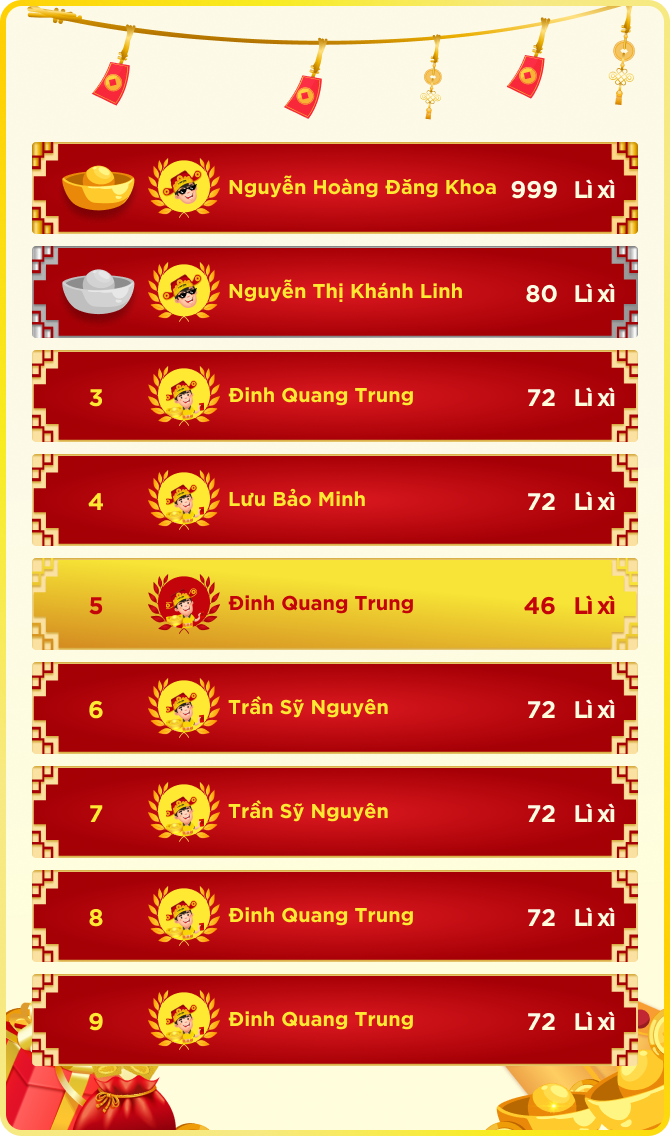 Nguyễn Hoàng Đăng Khoa 999 Lì xì
Nguyễn Thị Khánh Linh 80 Lì xì
3 Đinh Quang Trung 72 Lì xì
4 Lưu Bảo Minh 72 Lì xì
5 Đinh Quang Trung 46 Lì xì
6 Trần Sỹ Nguyên 72 Lì xì
7 Trần Sỹ Nguyên 72 Lì xì
8 Đinh Quang Trung 72 Lì xì
9 Đinh Quang Trung 72 Lì xì